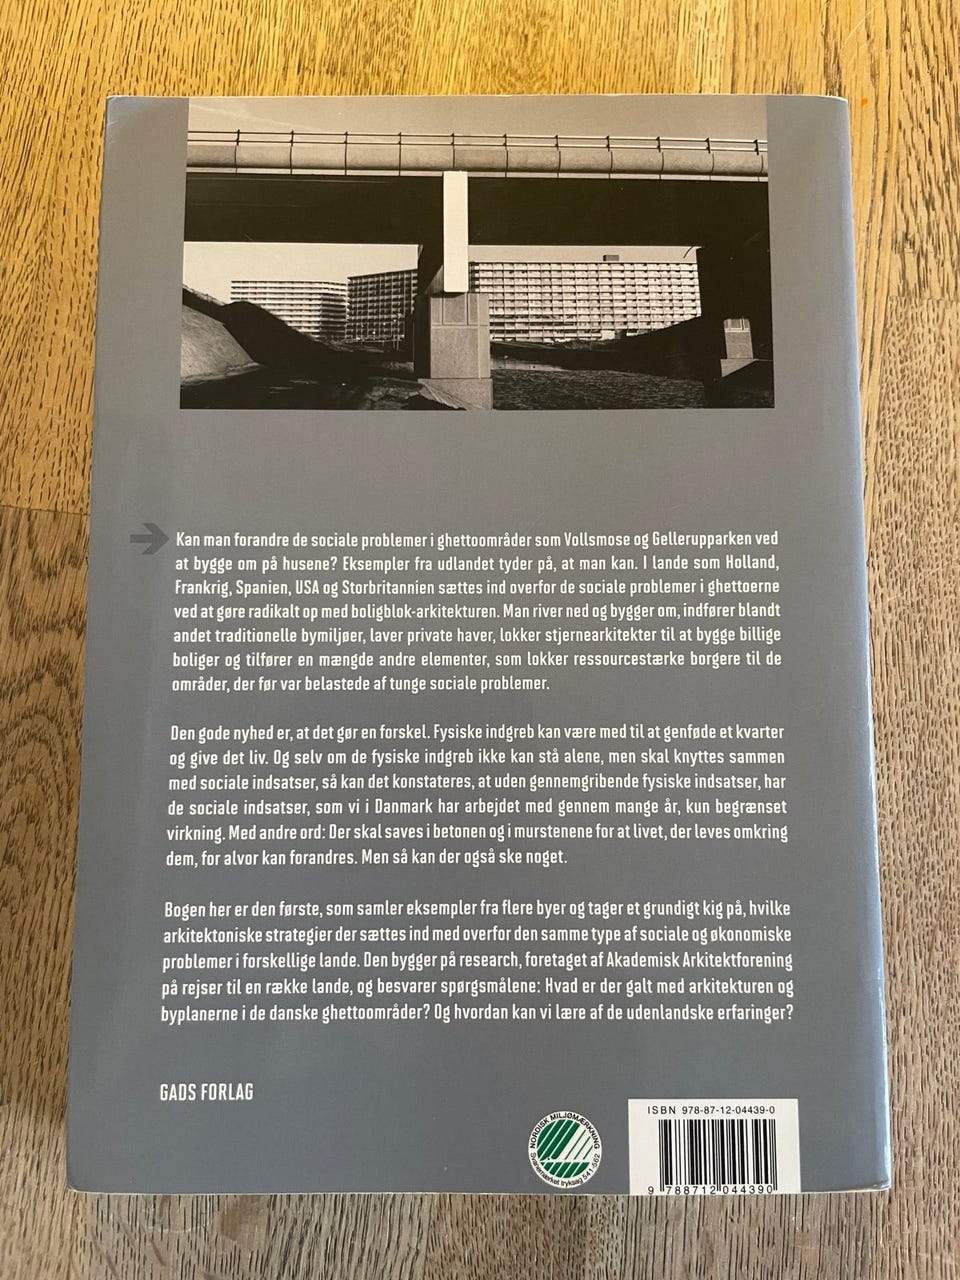 Kan man forandre de sociale problemer i ghettoområder som Vollsmose og Gellerupparken ved
at bygge om på husene? Eksempler fra udlandet tyder på, at man kan. I lande som Holland,
Frankrig, Spanien, USA og Storbritannien sættes ind overfor de sociale problemer i ghettoerne
ved at gøre radikalt op med boligblok-arkitekturen. Man river ned og bygger om, indfører blandt
andet traditionelle bymiljøer, laver private haver, lokker stjernearkitekter til at bygge billige
boliger og tilfører en mængde andre elementer, som lokker ressourcestærke borgere til de
områder, der før var belastede af tunge sociale problemer.
Den gode nyhed er, at det gør en forskel. Fysiske indgreb kan være med til at genføde et kvarter
og give det liv. Og selv om de fysiske indgreb ikke kan stå alene, men skal knyttes sammen
med sociale indsatser, så kan det konstateres, at uden gennemgribende fysiske indsatser, har
de sociale indsatser, som vi i Danmark har arbejdet med gennem mange år, kun begrænset
virkning. Med andre ord: Der skal saves i betonen og i murstenene for at livet, der leves omkring
dem, for alvor kan forandres. Men så kan der også ske noget.
Bogen her er den første, som samler eksempler fra flere byer og tager et grundigt kig på, hvilke
arkitektoniske strategier der sættes ind med overfor den samme type af sociale og økonomiske
problemer i forskellige lande. Den bygger på research, foretaget af Akademisk Arkitektforening
på rejser til en række lande, og besvarer spørgsmålene: Hvad er der galt med arkitekturen og
byplanerne i de danske ghettoområder? Og hvordan kan vi lære af de udenlandske erfaringer?
GADS FORLAG
NORDISK MILJØMÆRKNING
Svanemærket tryksag 541-562
ISBN 978-87-12-04439-0
9 788712 044390